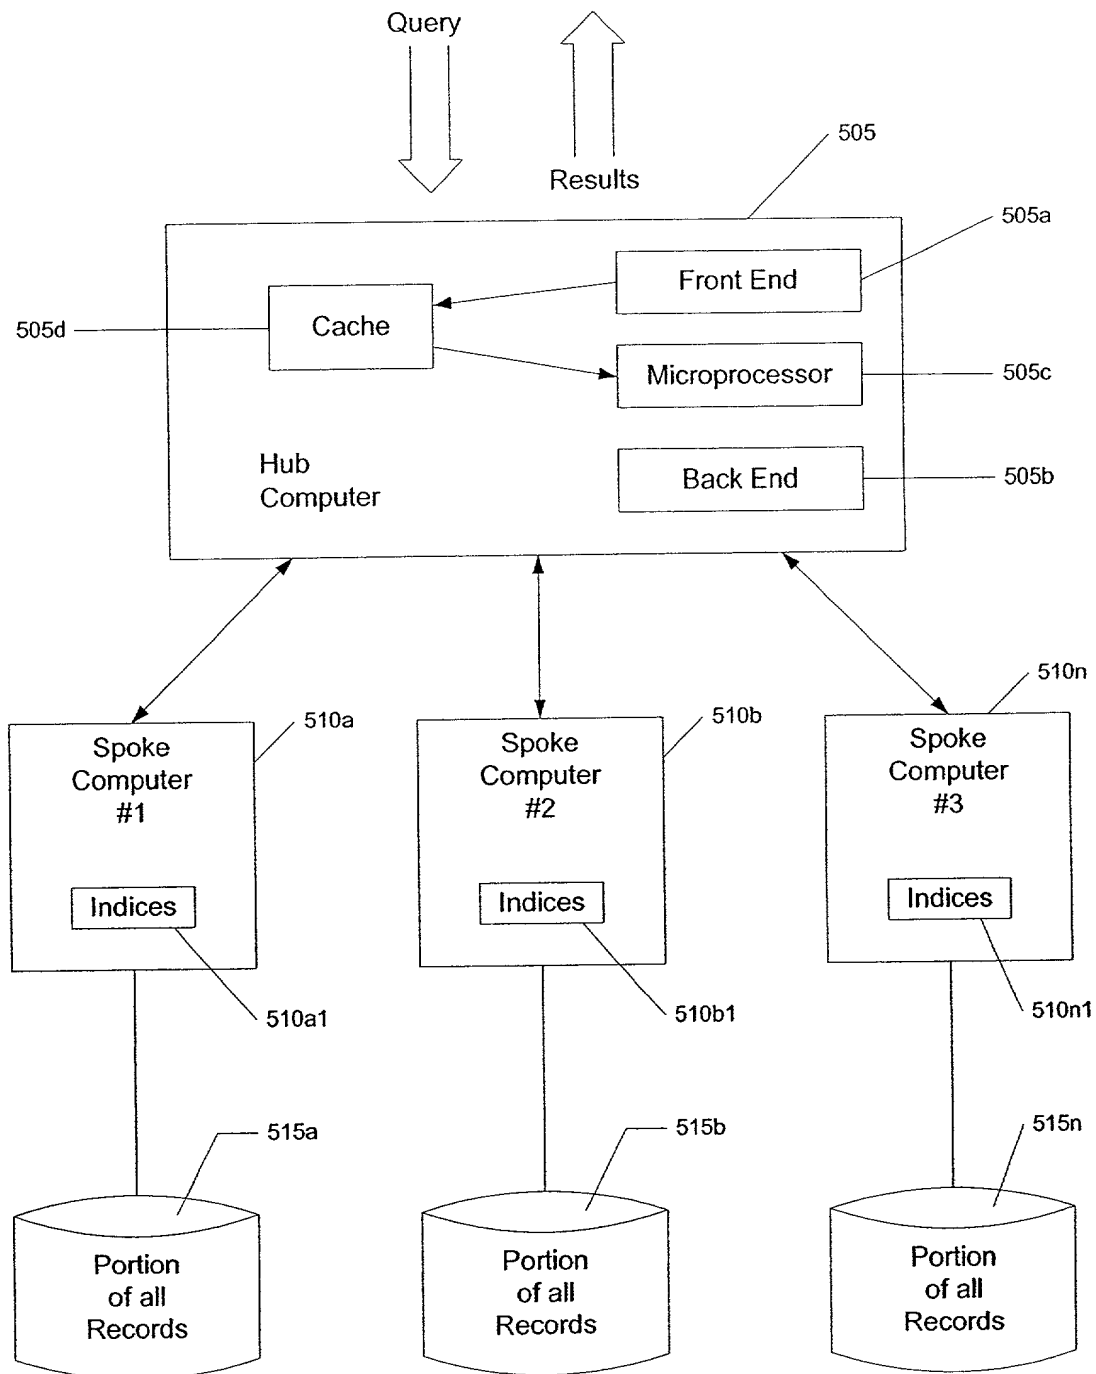 Query
Results
505
505a
Front End
505d
Cache
Microprocessor
505c
Hub
Computer
Back End
505b
510a
510b
510n
Spoke
Computer
#1
Spoke
Computer
#2
Spoke
Computer
#3
Indices
Indices
Indices
510a1
510b1
510n1
515a
515b
515n
Portion
of all
Records
Portion
of all
Records
Portion
of all
Records